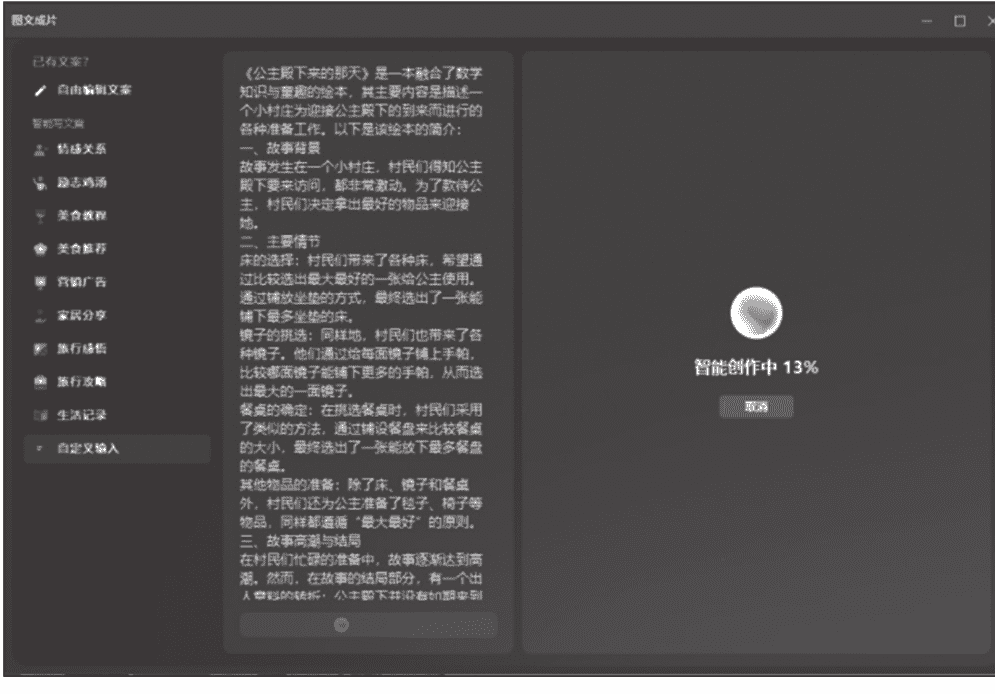 图文成片
已有文案?
自由编辑文案
智能写文案
情感关系
励志鸡汤
美食教程
美食推荐
营销广告
家居分享
旅行感悟
旅行攻略
生活记录
自定义输入
《公主殿下来的那天》是一本融合了数学
知识与童趣的绘本，其主要内容是描述一
个小村庄为迎接公主殿下的到来而进行的
各种准备工作。以下是该绘本的简介：
一、故事背景
故事发生在一个小村庄，村民们得知公主
殿下要来访问，都非常激动。为了款待公
主，村民们决定拿出最好的物品来迎接
她。
二、主要情节
床的选择：村民们带来了各种床，希望通
过比较选出最大最好的一张给公主使用。
通过铺放坐垫的方式，最终选出了一张能
铺下最多坐垫的床。
镜子的挑选：同样地，村民们也带来了各
种镜子。他们通过给每面镜子铺上手帕，
比较哪面镜子能铺下更多的手帕，从而选
出最大的一面镜子。
餐桌的确定：在挑选餐桌时，村民们采用
了类似的方法，通过铺设餐盘来比较餐桌
的大小，最终选出了一张能放下最多餐盘
的餐桌。
其他物品的准备：除了床、镜子和餐桌
外，村民们还为公主准备了毯子、椅子等
物品，同样都遵循“最大最好”的原则。
三、故事高潮与结局
在村民们忙碌的准备中，故事逐渐达到高
潮。然而，在故事的结局部分，有一个出
人意料的转折：公主殿下并没有如期来到
智能创作中 13%
取消